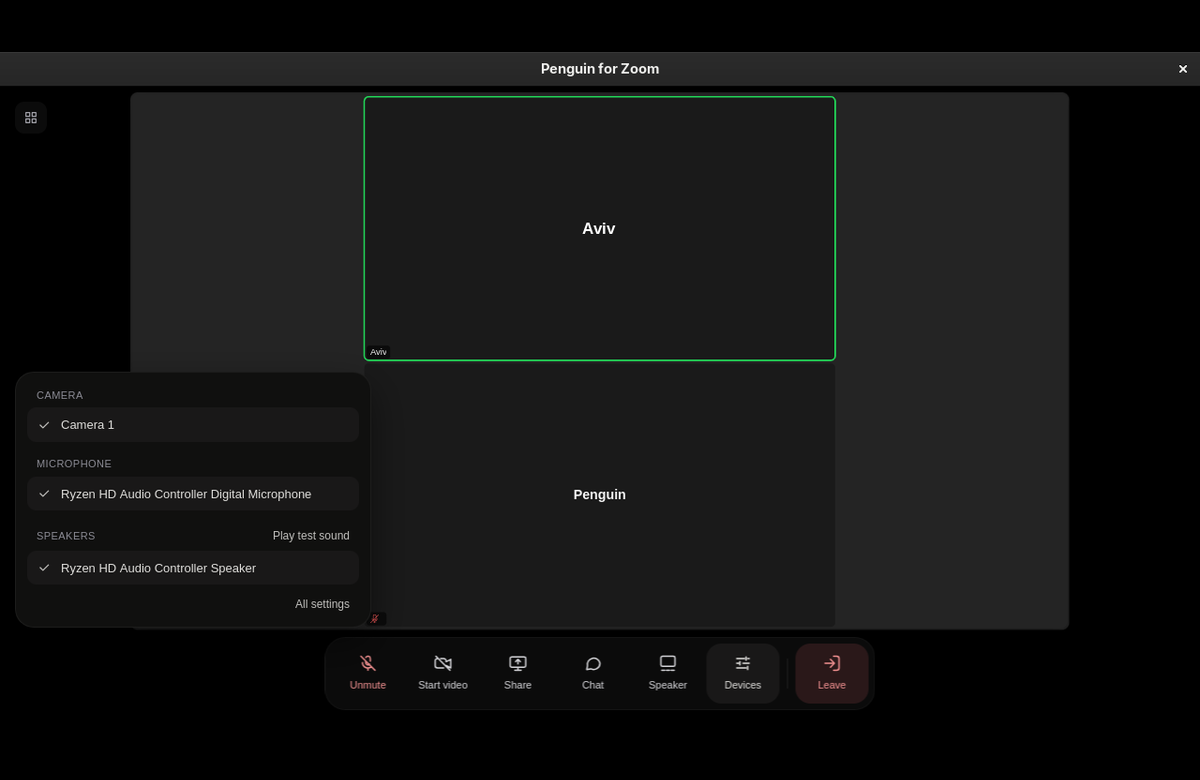 Penguin for Zoom
Aviv
Aviv
CAMERA
Camera 1
MICROPHONE
Ryzen HD Audio Controller Digital Microphone
SPEAKERS Play test sound
Ryzen HD Audio Controller Speaker
All settings
Penguin
Unmute Start video Share Chat Speaker Devices Leave